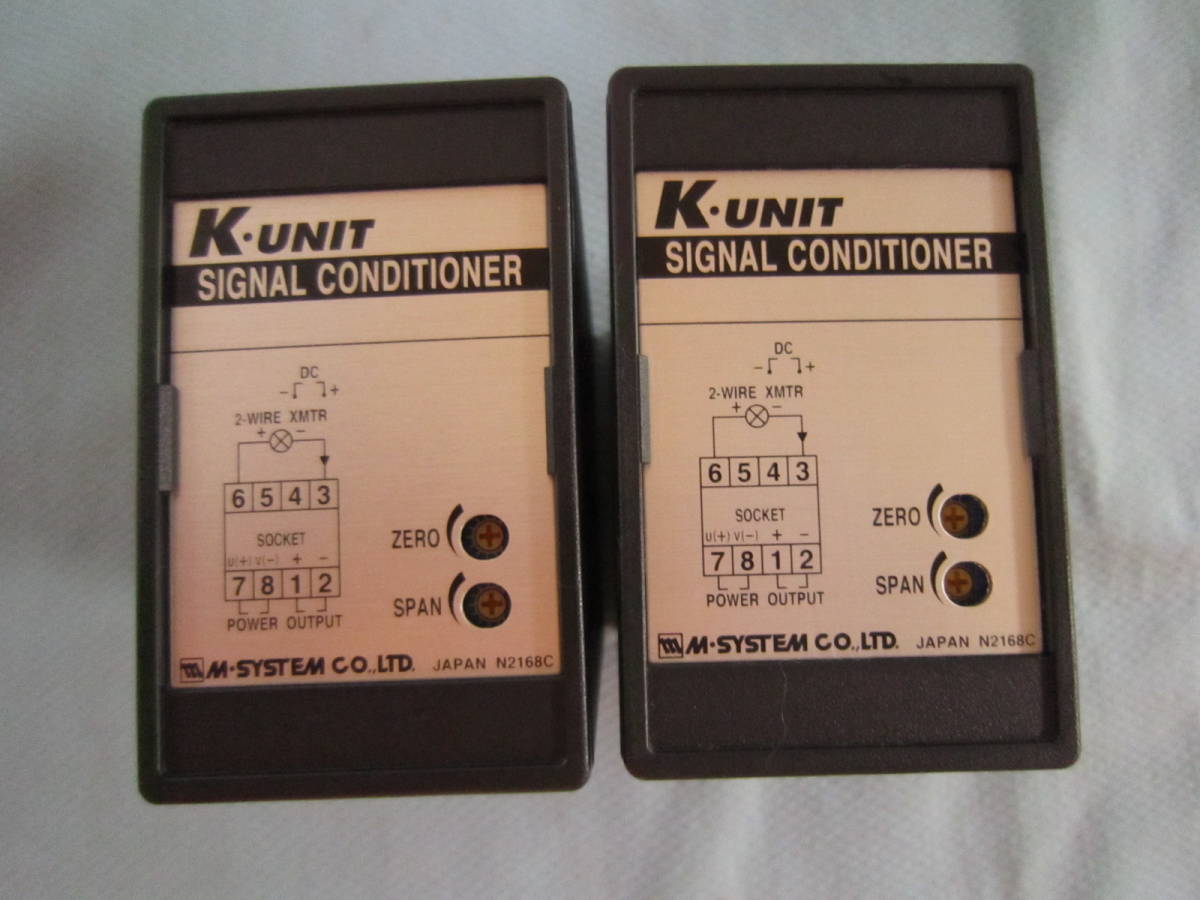 K·UNIT
SIGNAL CONDITIONER
DC
− +
2-WIRE XMTR
+ −
6 5 4 3
SOCKET
U(+) V(−) + −
7 8 1 2
POWER OUTPUT
ZERO
SPAN
M·SYSTEM CO.,LTD. JAPAN N2168C
K·UNIT
SIGNAL CONDITIONER
DC
− +
2-WIRE XMTR
+ −
6 5 4 3
SOCKET
U(+) V(−) + −
7 8 1 2
POWER OUTPUT
ZERO
SPAN
M·SYSTEM CO.,LTD. JAPAN N2168C